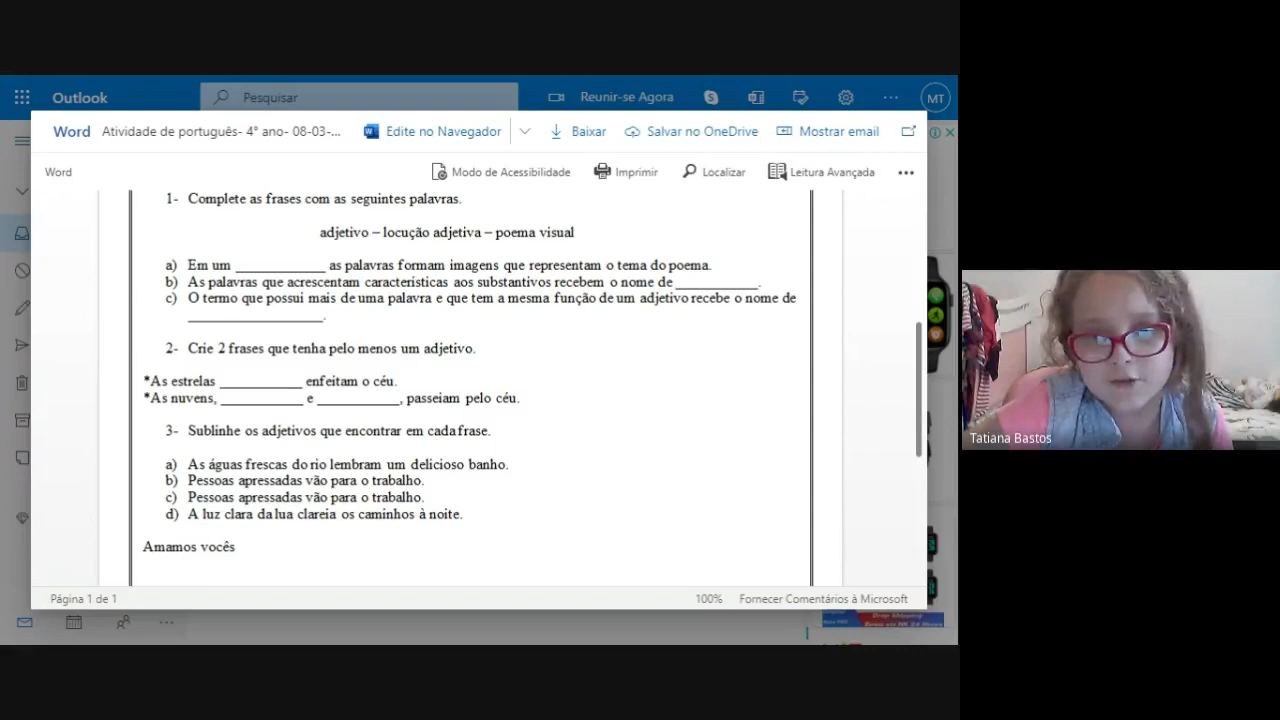 Outlook
Pesquisar
Reunir-se Agora
MT
Word
Atividade de português- 4° ano- 08-03-...
Edite no Navegador
Baixar
Salvar no OneDrive
Mostrar email
Word
Modo de Acessibilidade
Imprimir
Localizar
Leitura Avançada
1- Complete as frases com as seguintes palavras.
adjetivo – locução adjetiva – poema visual
a) Em um ____________ as palavras formam imagens que representam o tema do poema.
b) As palavras que acrescentam características aos substantivos recebem o nome de ___________.
c) O termo que possui mais de uma palavra e que tem a mesma função de um adjetivo recebe o nome de
__________________.
2- Crie 2 frases que tenha pelo menos um adjetivo.
*As estrelas ___________ enfeitam o céu.
*As nuvens, ___________ e ___________, passeiam pelo céu.
3- Sublinhe os adjetivos que encontrar em cada frase.
a) As águas frescas do rio lembram um delicioso banho.
b) Pessoas apressadas vão para o trabalho.
c) Pessoas apressadas vão para o trabalho.
d) A luz clara da lua clareia os caminhos à noite.
Amamos vocês
Página 1 de 1
100%
Fornecer Comentários à Microsoft
Tatiana Bastos